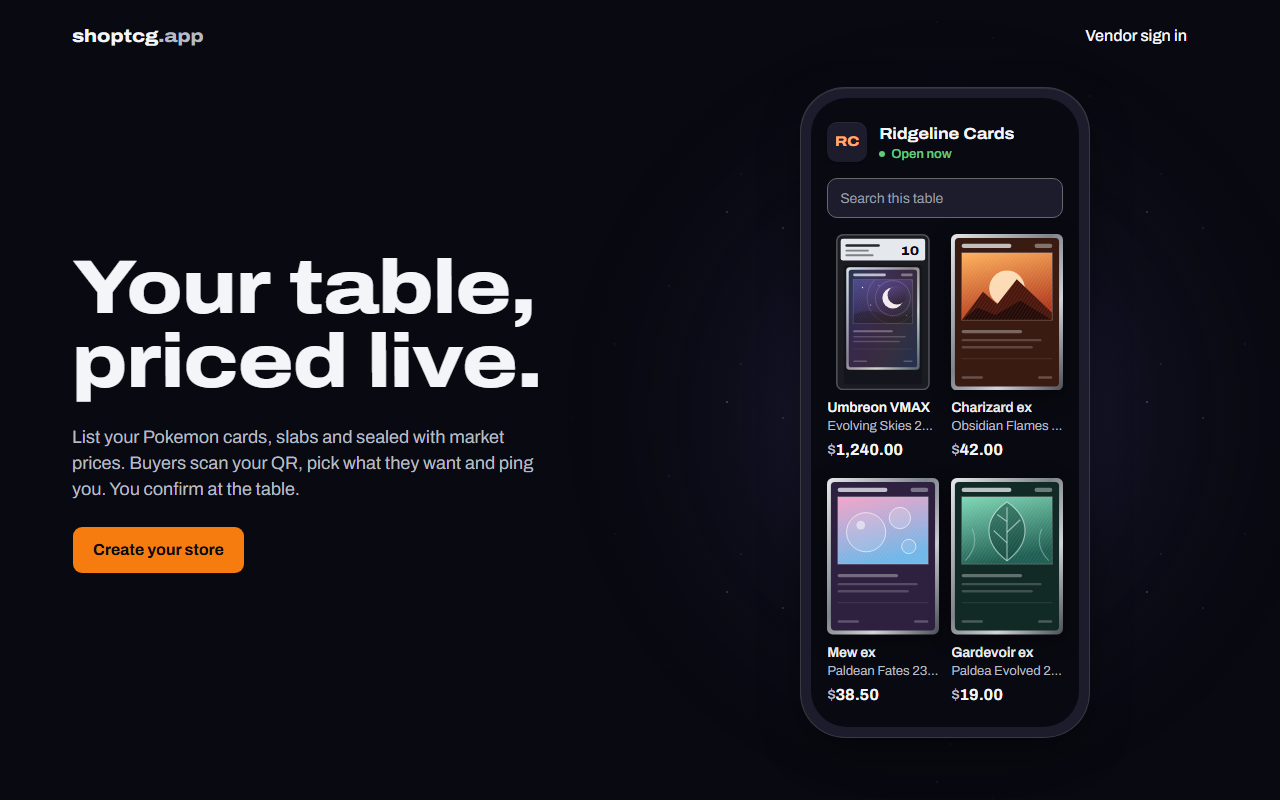 shoptcg.app
Vendor sign in
Your table,
priced live.
List your Pokemon cards, slabs and sealed with market
prices. Buyers scan your QR, pick what they want and ping
you. You confirm at the table.
Create your store
RC
Ridgeline Cards
Open now
Search this table
10
Umbreon VMAX
Evolving Skies 2...
$1,240.00
Charizard ex
Obsidian Flames ...
$42.00
Mew ex
Paldean Fates 23...
$38.50
Gardevoir ex
Paldea Evolved 2...
$19.00